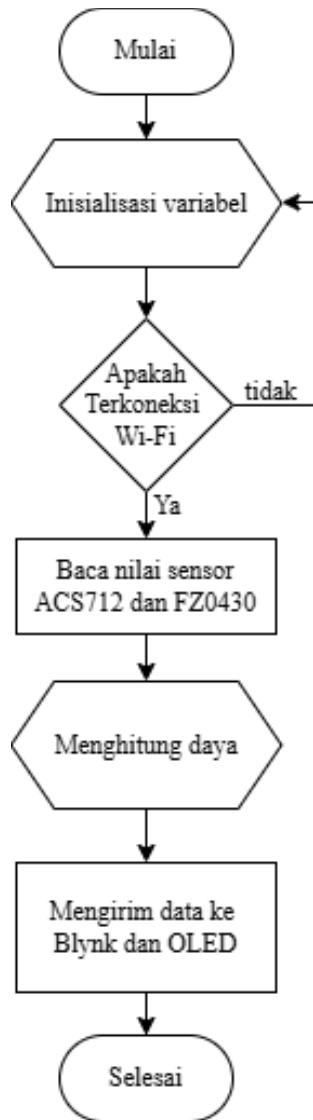 Mulai
Inisialisasi variabel
Apakah
Terkoneksi
Wi-Fi
tidak
Ya
Baca nilai sensor
ACS712 dan FZ0430
Menghitung daya
Mengirim data ke
Blynk dan OLED
Selesai